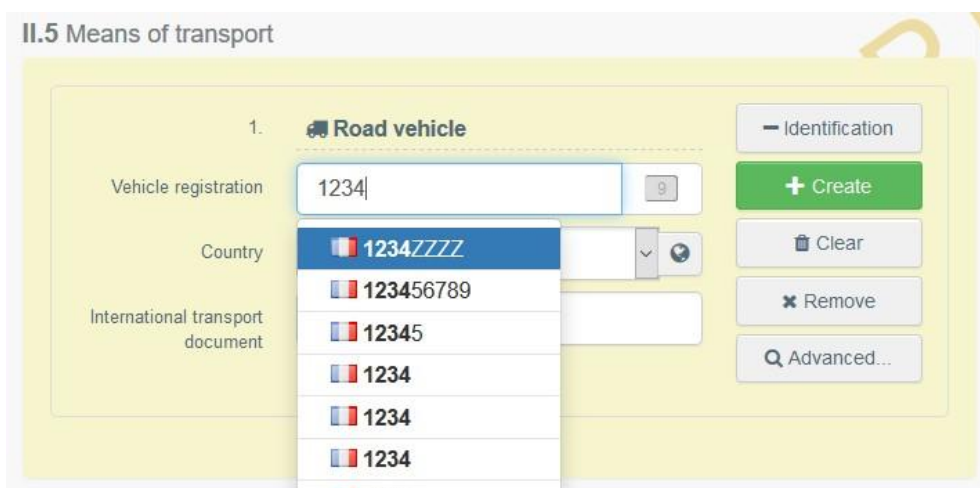 II.5 Means of transport
1. Road vehicle
Identification
Vehicle registration 1234 9
Create
Country
Clear
1234ZZZZ
123456789
International transport document
Remove
12345
Advanced...
1234
1234
1234